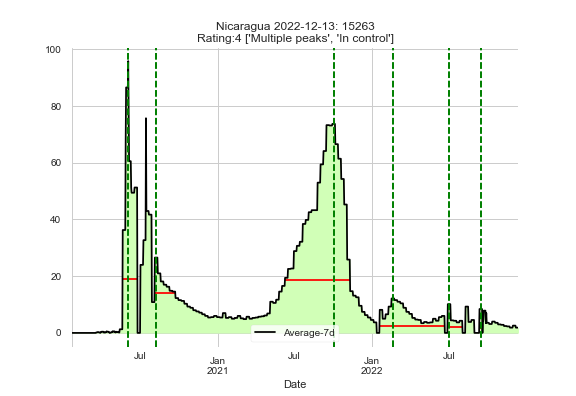 Nicaragua 2022-12-13: 15263
Rating:4 ['Multiple peaks', 'In control']
100
80
60
40
20
0
Average-7d
Jul
Jan
2021
Jul
Jan
2022
Jul
Date